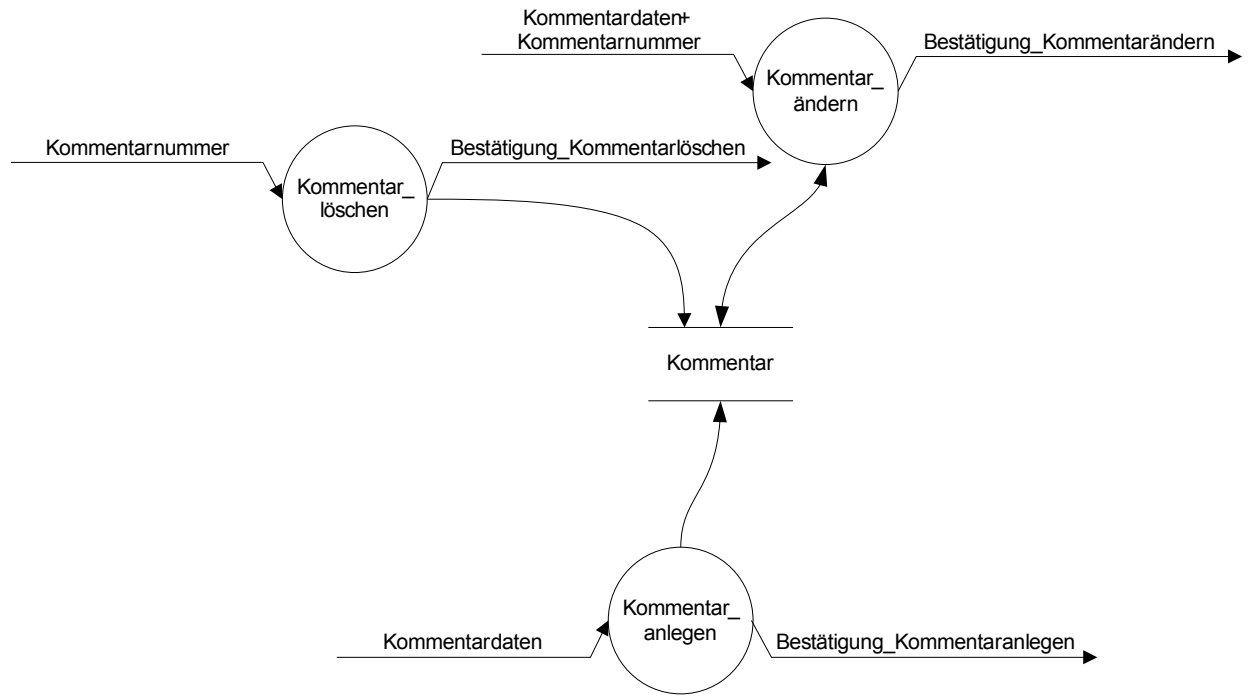 Kommentardaten+
Kommentarnummer
Bestätigung_Kommentarändern
Kommentar_
ändern
Kommentarnummer
Bestätigung_Kommentarlöschen
Kommentar_
löschen
Kommentar
Kommentar_
anlegen
Kommentardaten
Bestätigung_Kommentaranlegen